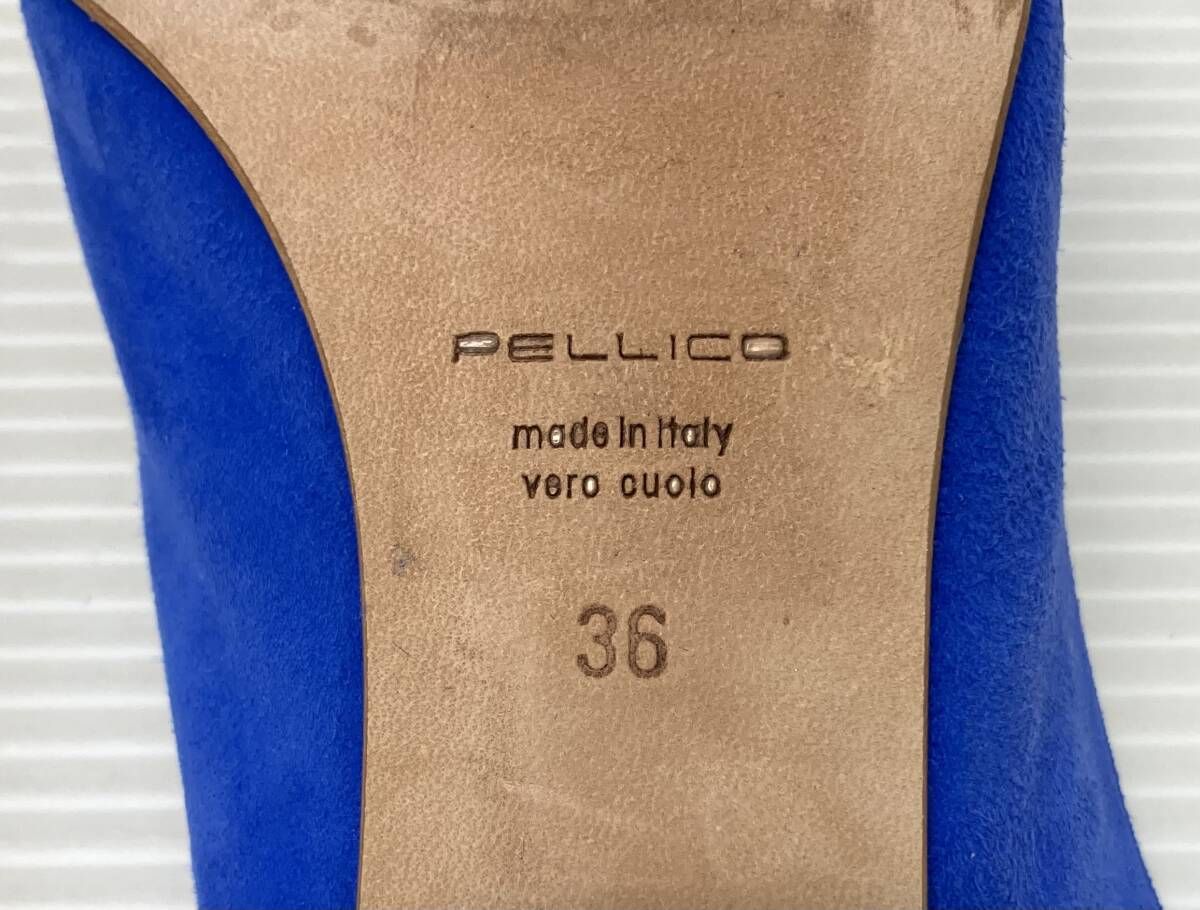 PELLICO
made in Italy
vero cuoio
36